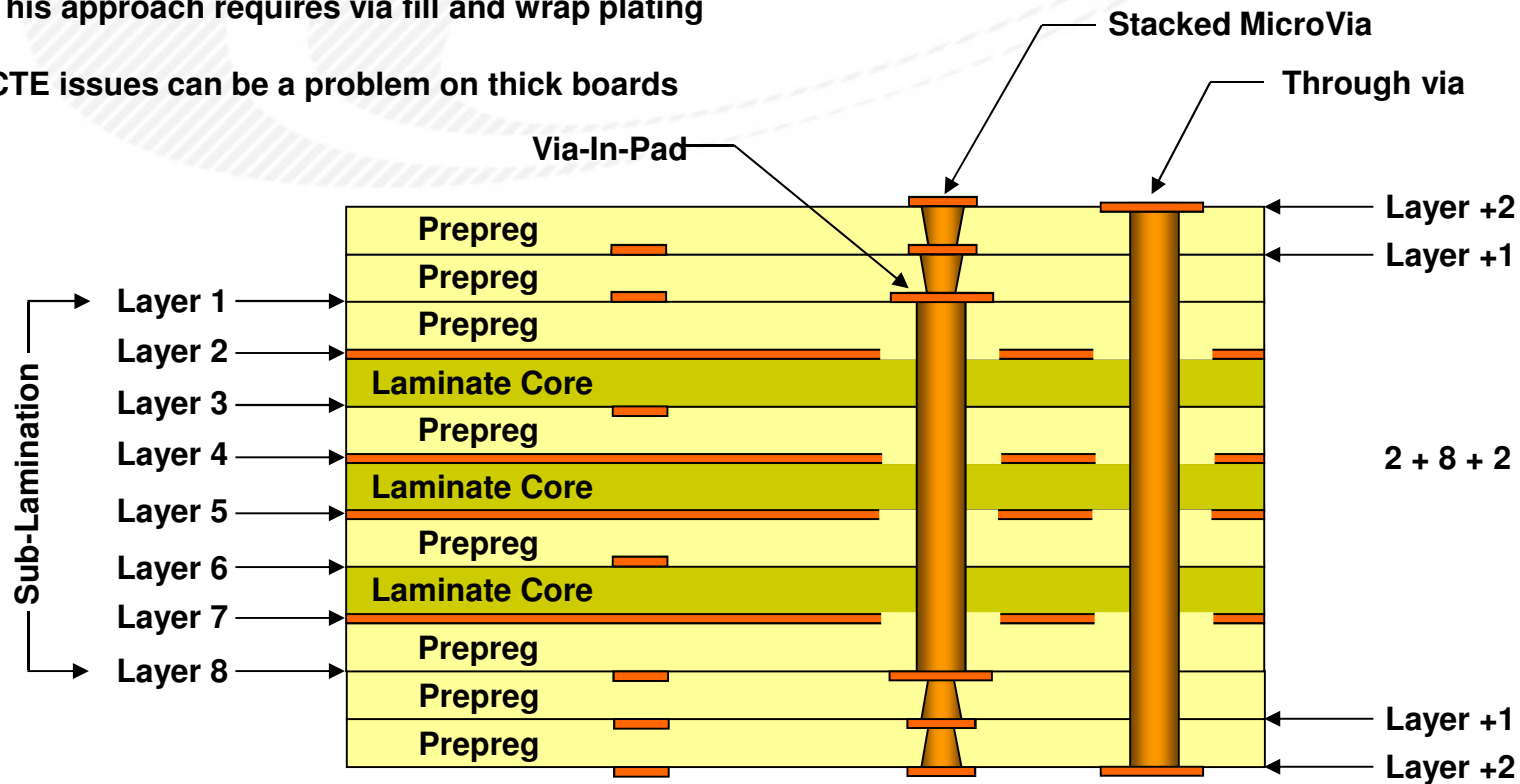 his approach requires via fill and wrap plating
CTE issues can be a problem on thick boards
Stacked MicroVia
Through via
Via-In-Pad
Layer +2
Prepreg
Layer +1
Prepreg
Layer 1
Prepreg
Layer 2
Laminate Core
Layer 3
Prepreg
Layer 4
2 + 8 + 2
Laminate Core
Layer 5
Prepreg
Layer 6
Laminate Core
Layer 7
Prepreg
Layer 8
Sub-Lamination
Prepreg
Layer +1
Prepreg
Layer +2